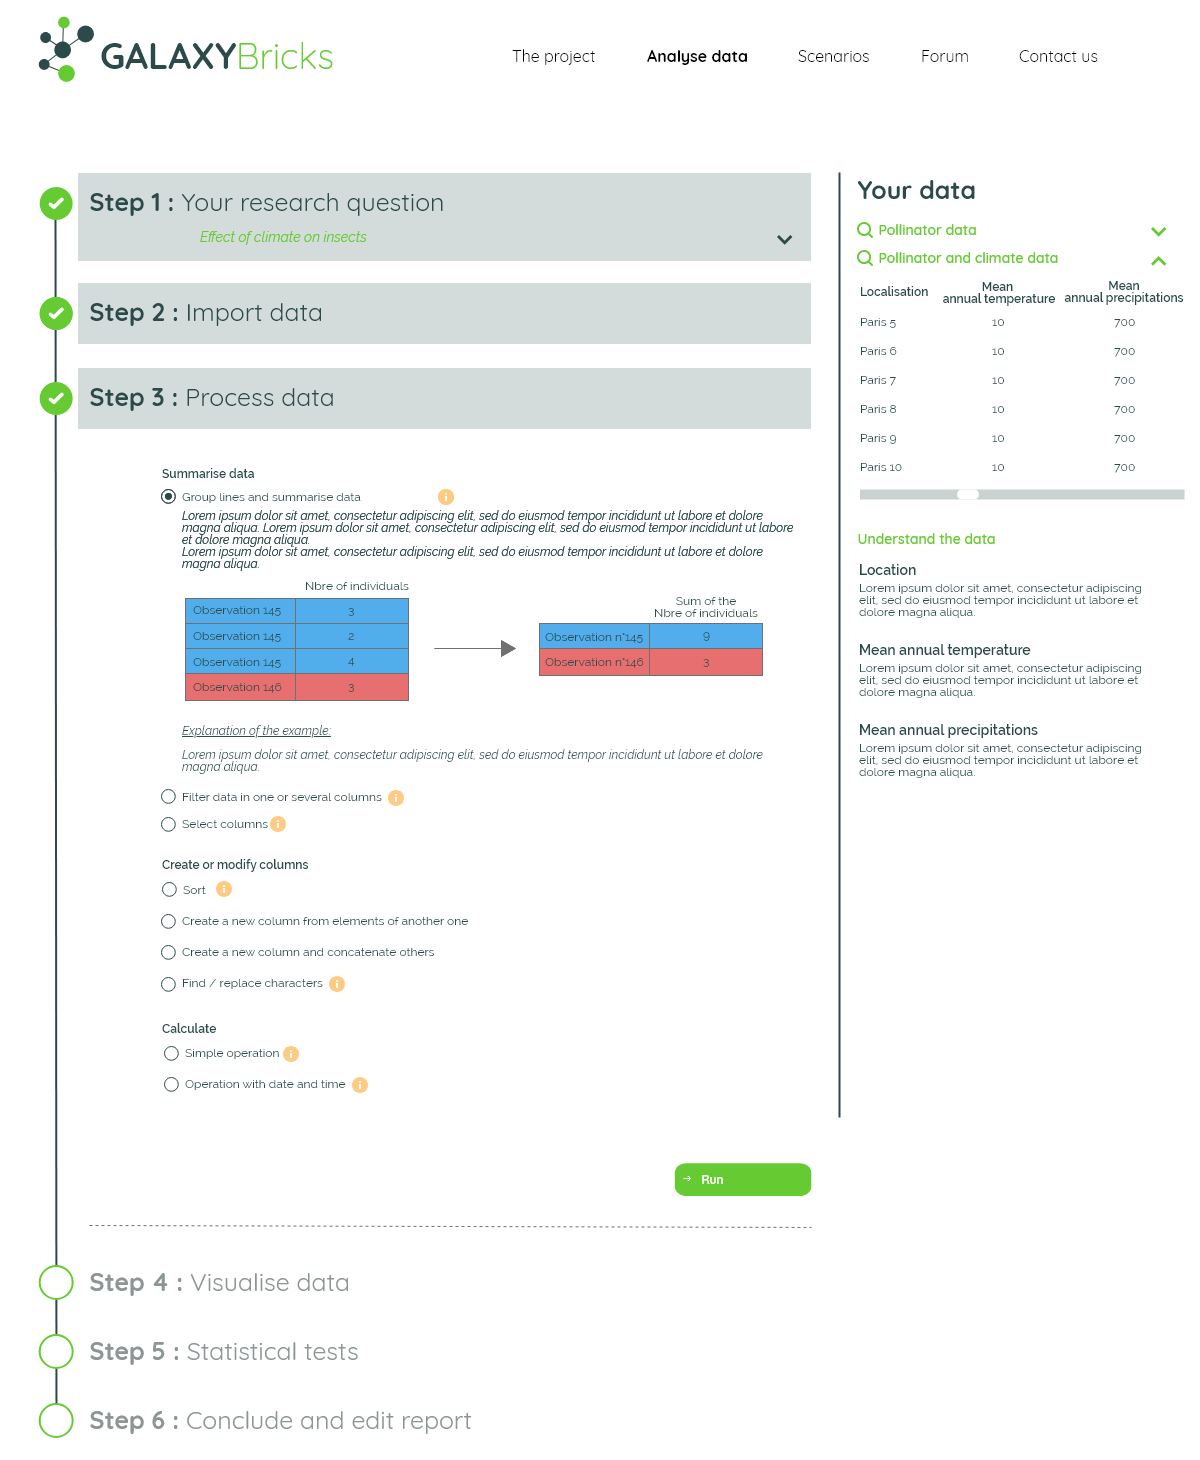 GALAXYBricks
The project
Analyse data
Scenarios
Forum
Contact us
Step 1 : Your research question
Effect of climate on insects
Step 2 : Import data
Step 3 : Process data
Summarise data
Group lines and summarise data
i
Lorem ipsum dolor sit amet, consectetur adipiscing elit, sed do eiusmod tempor incididunt ut labore et dolore
magna aliqua. Lorem ipsum dolor sit amet, consectetur adipiscing elit, sed do eiusmod tempor incididunt ut labore
et dolore magna aliqua.
Lorem ipsum dolor sit amet, consectetur adipiscing elit, sed do eiusmod tempor incididunt ut labore et dolore
magna aliqua.
Nbre of individuals
Observation 145 3
Observation 145 2
Observation 145 4
Observation 146 3
Sum of the
Nbre of individuals
Observation n°145 9
Observation n°146 3
Explanation of the example:
Lorem ipsum dolor sit amet, consectetur adipiscing elit, sed do eiusmod tempor incididunt ut labore et dolore
magna aliqua.
Filter data in one or several columns
i
Select columns
i
Create or modify columns
Sort
i
Create a new column from elements of another one
Create a new column and concatenate others
Find / replace characters
i
Calculate
Simple operation
i
Operation with date and time
i
Run
Step 4 : Visualise data
Step 5 : Statistical tests
Step 6 : Conclude and edit report
Your data
Pollinator data
Pollinator and climate data
Localisation
Mean
annual temperature
Mean
annual precipitations
Paris 5 10 700
Paris 6 10 700
Paris 7 10 700
Paris 8 10 700
Paris 9 10 700
Paris 10 10 700
Understand the data
Location
Lorem ipsum dolor sit amet, consectetur adipiscing
elit, sed do eiusmod tempor incididunt ut labore et
dolore magna aliqua.
Mean annual temperature
Lorem ipsum dolor sit amet, consectetur adipiscing
elit, sed do eiusmod tempor incididunt ut labore et
dolore magna aliqua.
Mean annual precipitations
Lorem ipsum dolor sit amet, consectetur adipiscing
elit, sed do eiusmod tempor incididunt ut labore et
dolore magna aliqua.